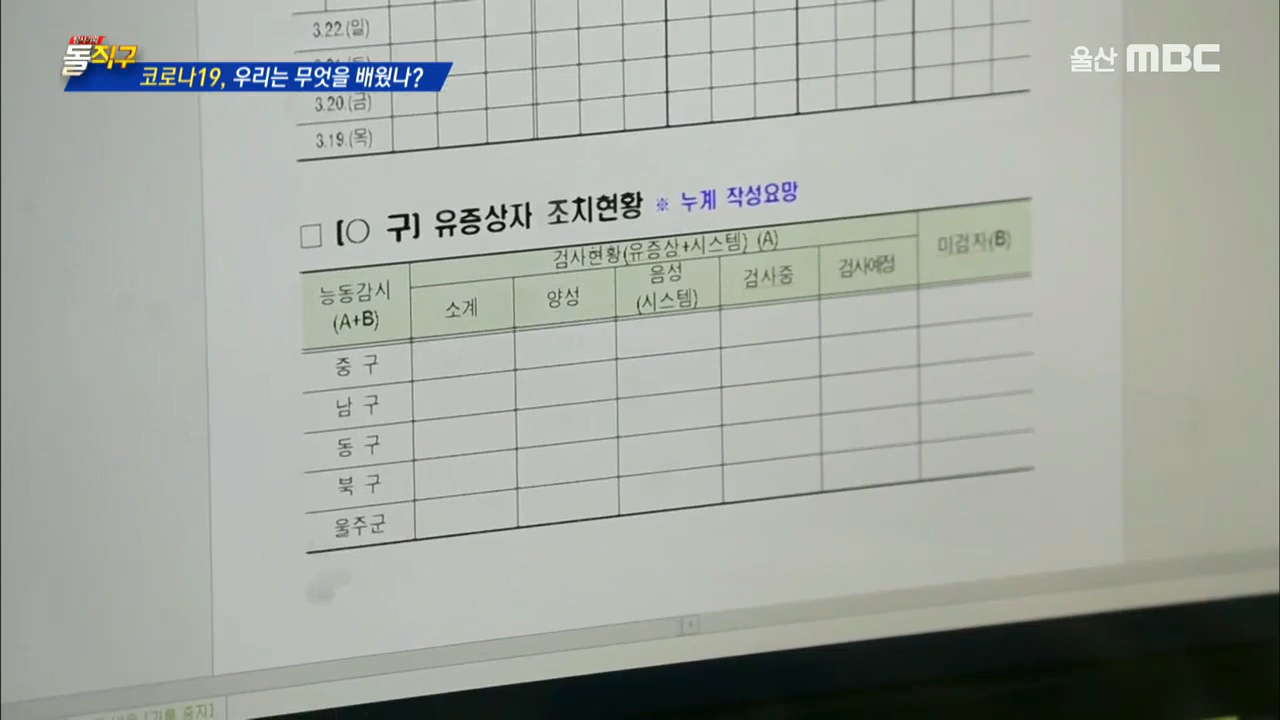 돌직구
코로나19, 우리는 무엇을 배웠나?
울산 MBC
3.22.(일)
3.20.(금)
3.19.(목)
□ [○ 구] 유증상자 조치현황 ※ 누계 작성요망
능동감시 (A+B)
검사현황(유증상+시스템) (A)
미검자(B)
소계
양성
음성 (시스템)
검사중
검사예정
중 구
남 구
동 구
북 구
울주군